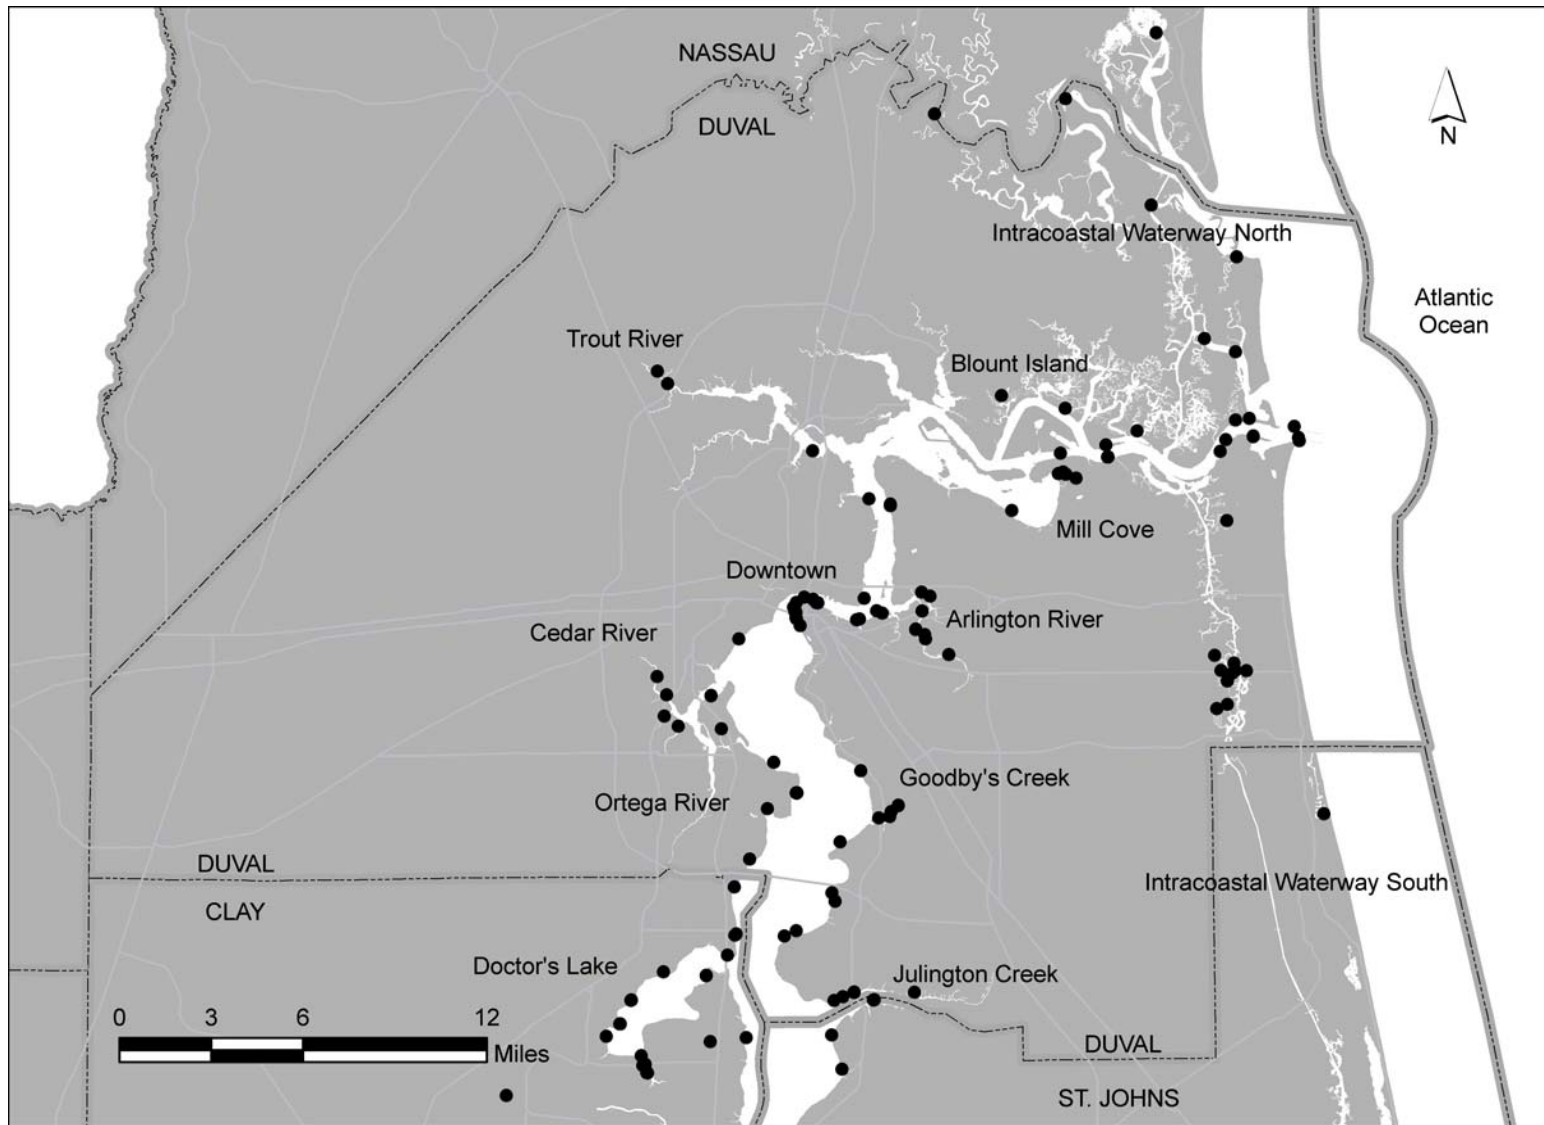 NASSAU
DUVAL
N
Intracoastal Waterway North
Atlantic
Ocean
Trout River
Blount Island
Mill Cove
Downtown
Arlington River
Cedar River
Goodby's Creek
Ortega River
DUVAL
CLAY
Intracoastal Waterway South
Doctor's Lake
Julington Creek
0 3 6 12
Miles
DUVAL
ST. JOHNS